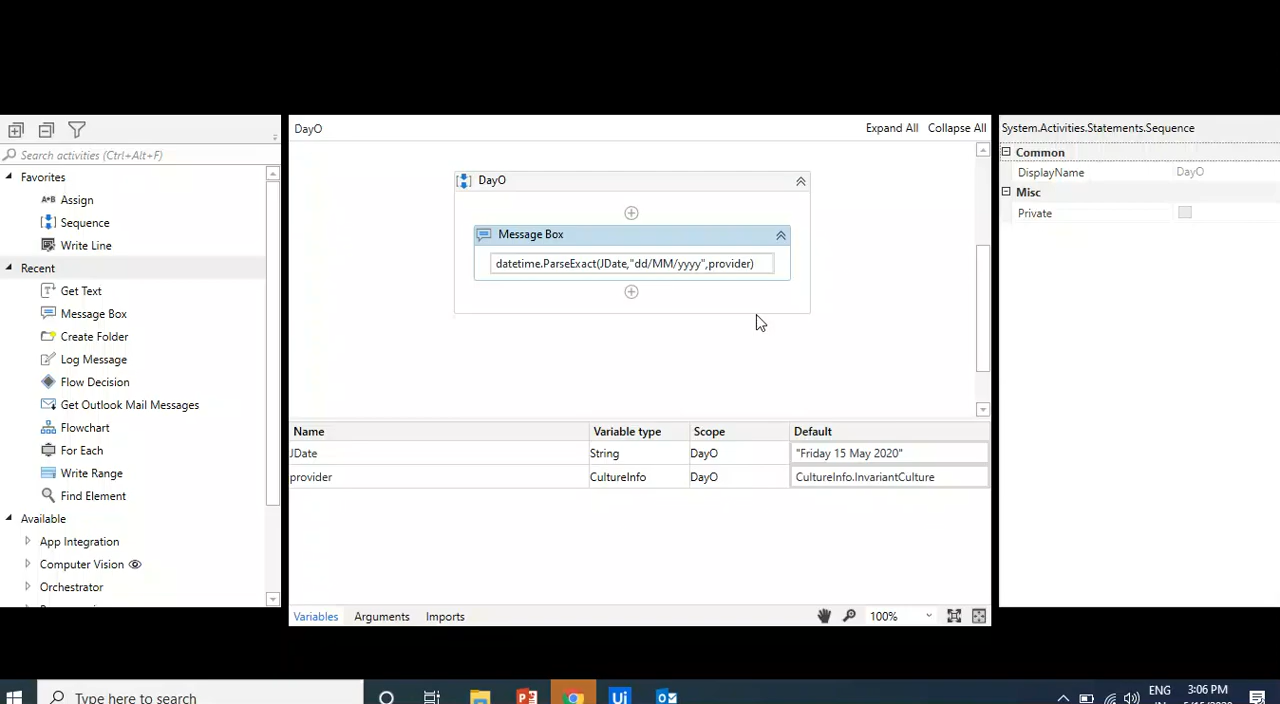 DayO
Expand All
Collapse All
System.Activities.Statements.Sequence
Search activities (Ctrl+Alt+F)
Common
DisplayName
DayO
Misc
Private
Favorites
A*B Assign
Sequence
Write Line
Recent
Get Text
Message Box
Create Folder
Log Message
Flow Decision
Get Outlook Mail Messages
Flowchart
For Each
Write Range
Find Element
Available
App Integration
Computer Vision
Orchestrator
DayO
Message Box
datetime.ParseExact(JDate,"dd/MM/yyyy",provider)
Name
Variable type
Scope
Default
JDate
String
DayO
"Friday 15 May 2020"
provider
CultureInfo
DayO
CultureInfo.InvariantCulture
Variables
Arguments
Imports
100%
Type here to search
Ui
ENG
3:06 PM